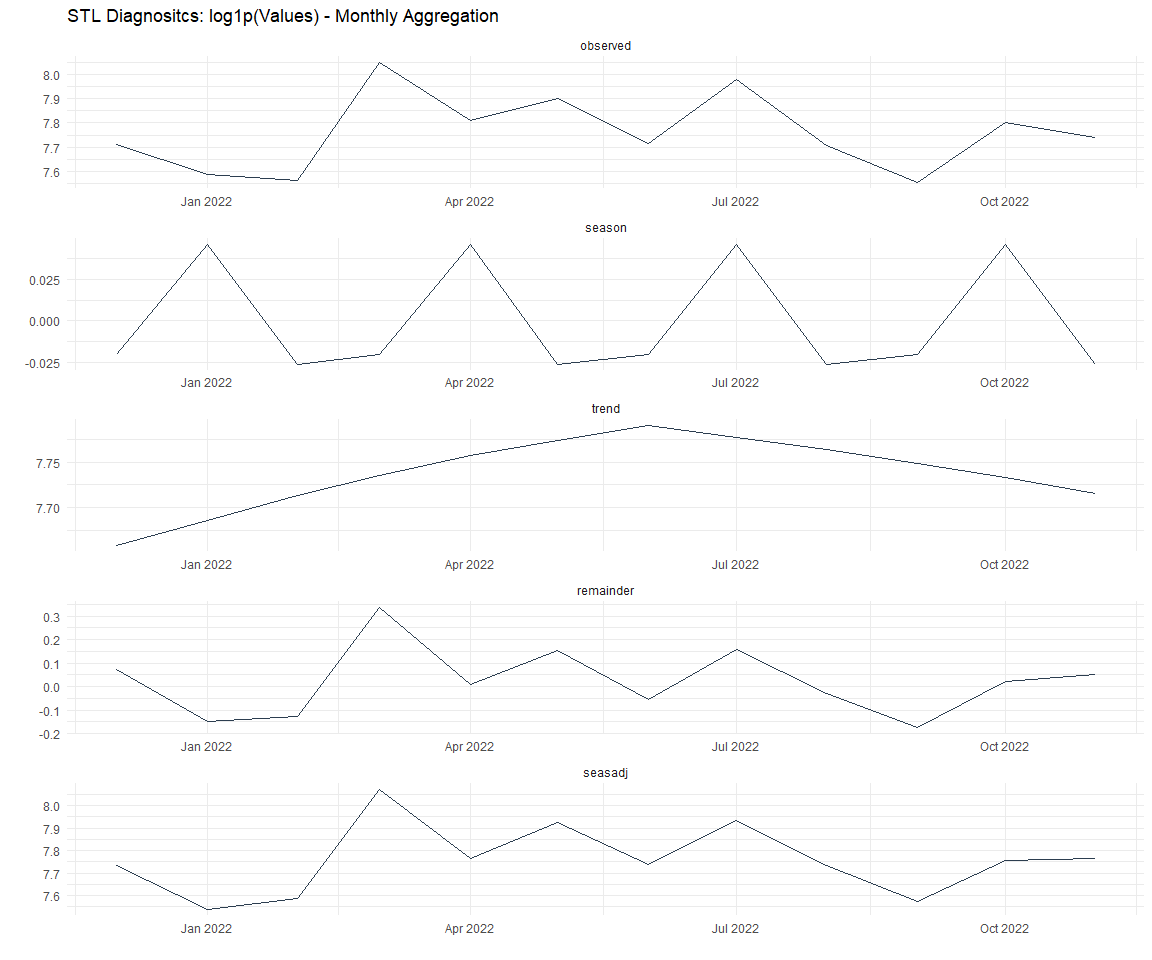 STL Diagnositcs: log1p(Values) - Monthly Aggregation
observed
8.0
7.9
7.8
7.7
7.6
Jan 2022 Apr 2022 Jul 2022 Oct 2022
season
0.025
0.000
-0.025
Jan 2022 Apr 2022 Jul 2022 Oct 2022
trend
7.75
7.70
Jan 2022 Apr 2022 Jul 2022 Oct 2022
remainder
0.3
0.2
0.1
0.0
-0.1
-0.2
Jan 2022 Apr 2022 Jul 2022 Oct 2022
seasadj
8.0
7.9
7.8
7.7
7.6
Jan 2022 Apr 2022 Jul 2022 Oct 2022